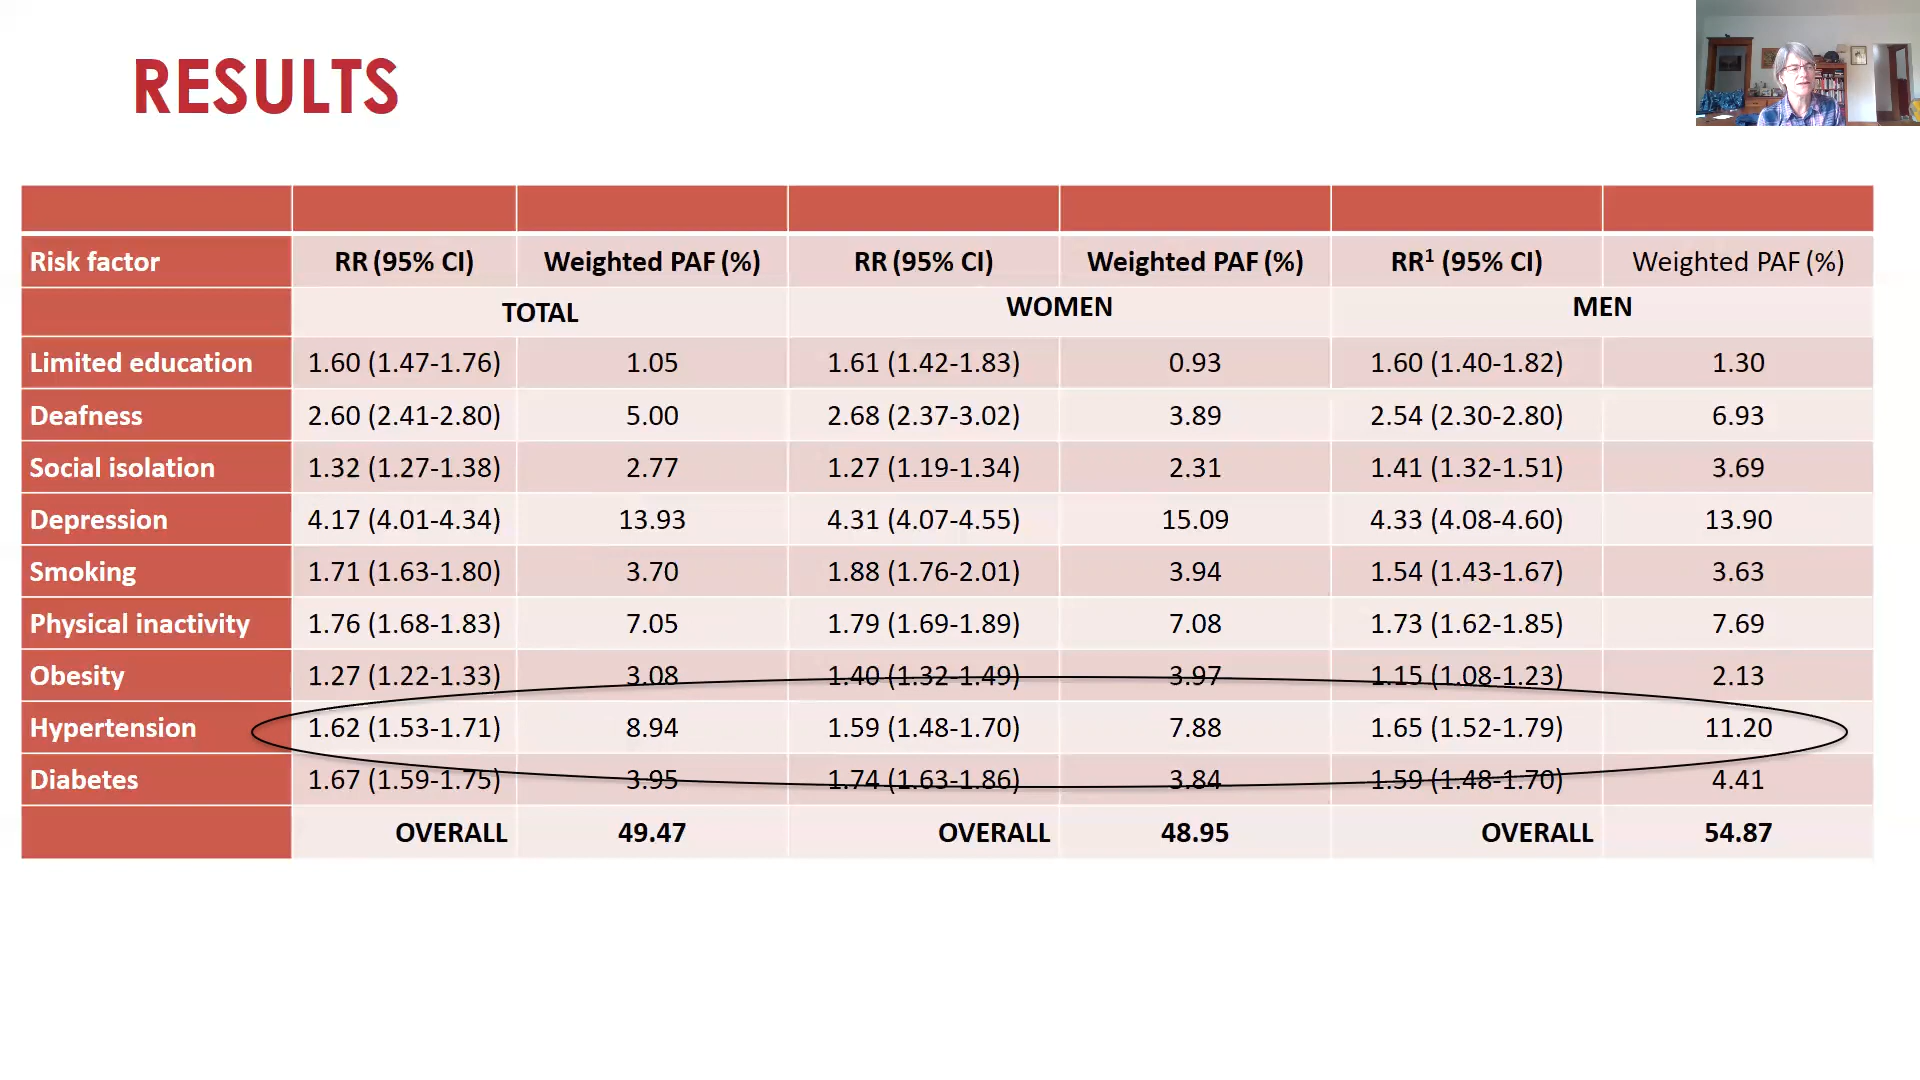 RESULTS
Risk factor RR (95% CI) Weighted PAF (%) RR (95% CI) Weighted PAF (%) RR¹ (95% CI) Weighted PAF (%)
TOTAL WOMEN MEN
Limited education 1.60 (1.47-1.76) 1.05 1.61 (1.42-1.83) 0.93 1.60 (1.40-1.82) 1.30
Deafness 2.60 (2.41-2.80) 5.00 2.68 (2.37-3.02) 3.89 2.54 (2.30-2.80) 6.93
Social isolation 1.32 (1.27-1.38) 2.77 1.27 (1.19-1.34) 2.31 1.41 (1.32-1.51) 3.69
Depression 4.17 (4.01-4.34) 13.93 4.31 (4.07-4.55) 15.09 4.33 (4.08-4.60) 13.90
Smoking 1.71 (1.63-1.80) 3.70 1.88 (1.76-2.01) 3.94 1.54 (1.43-1.67) 3.63
Physical inactivity 1.76 (1.68-1.83) 7.05 1.79 (1.69-1.89) 7.08 1.73 (1.62-1.85) 7.69
Obesity 1.27 (1.22-1.33) 3.08 1.40 (1.32-1.49) 3.97 1.15 (1.08-1.23) 2.13
Hypertension 1.62 (1.53-1.71) 8.94 1.59 (1.48-1.70) 7.88 1.65 (1.52-1.79) 11.20
Diabetes 1.67 (1.59-1.75) 3.95 1.74 (1.63-1.86) 3.84 1.59 (1.48-1.70) 4.41
OVERALL 49.47 OVERALL 48.95 OVERALL 54.87